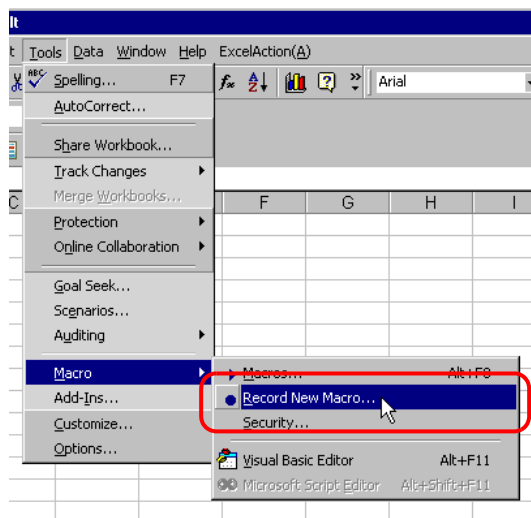 lt
t Tools Data Window Help ExcelAction(A)
ABC Spelling... F7 fx A Z Arial
AutoCorrect...
Share Workbook...
Track Changes
Merge Workbooks...
C F G H I
Protection
Online Collaboration
Goal Seek...
Scenarios...
Auditing
Macro Macros... Alt+F8
Add-Ins... Record New Macro...
Customize... Security...
Options...
Visual Basic Editor Alt+F11
Microsoft Script Editor Alt+Shift+F11